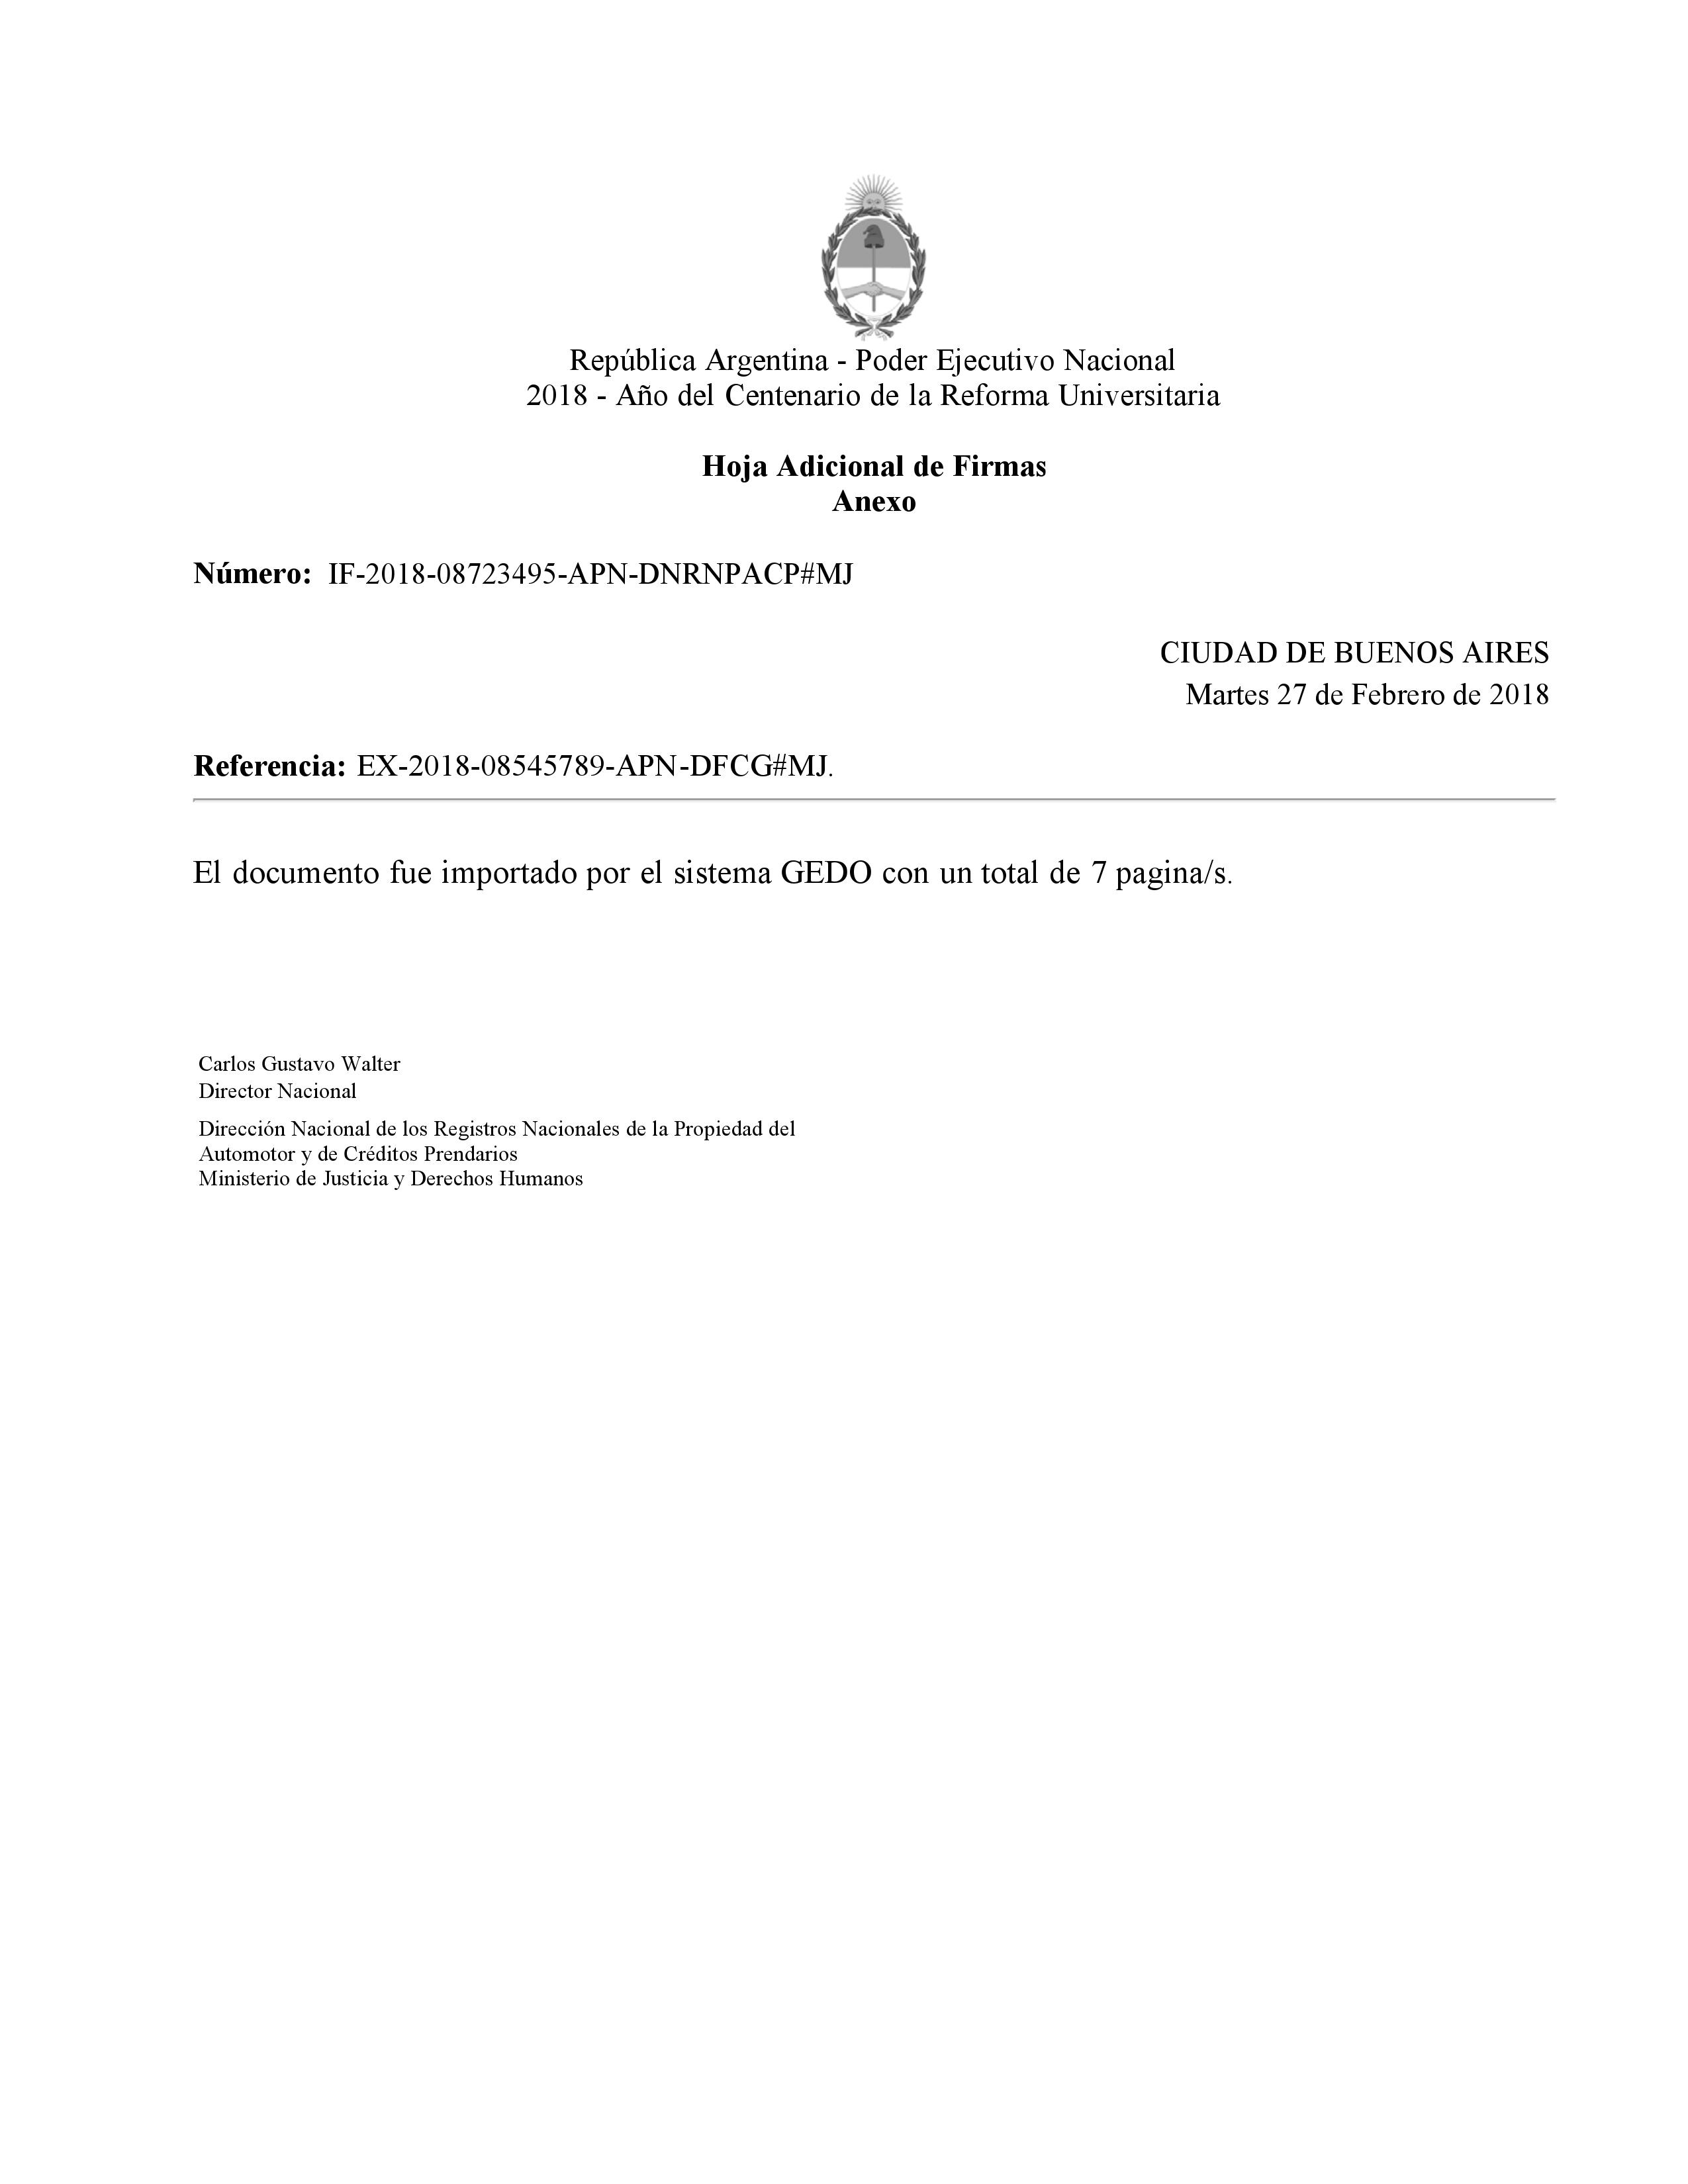 República Argentina - Poder Ejecutivo Nacional
2018 - Año del Centenario de la Reforma Universitaria
Hoja Adicional de Firmas
Anexo
Número: IF-2018-08723495-APN-DNRNPACP#MJ
CIUDAD DE BUENOS AIRES
Martes 27 de Febrero de 2018
Referencia: EX-2018-08545789-APN-DFCG#MJ.
El documento fue importado por el sistema GEDO con un total de 7 pagina/s.
Carlos Gustavo Walter
Director Nacional
Dirección Nacional de los Registros Nacionales de la Propiedad del
Automotor y de Créditos Prendarios
Ministerio de Justicia y Derechos Humanos